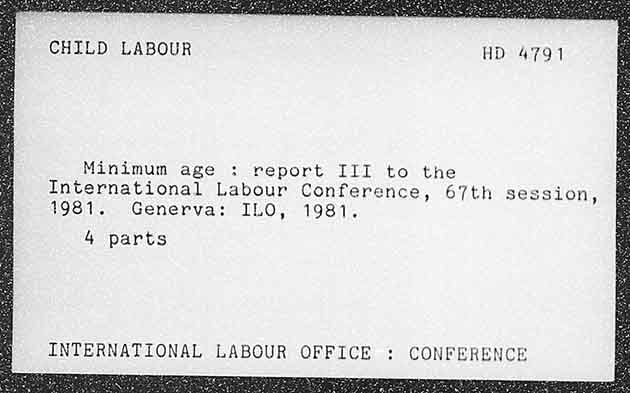 CHILD LABOUR
HD 4791
Minimum age : report III to the
International Labour Conference, 67th session,
1981. Generva: ILO, 1981.
4 parts
INTERNATIONAL LABOUR OFFICE : CONFERENCE